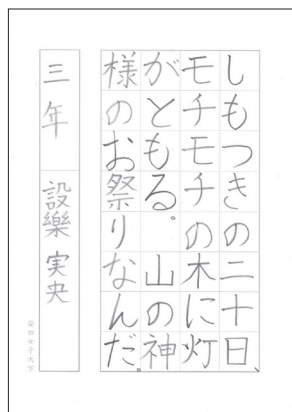 しもつきの二十日、
モチモチの木に灯
がともる。山の神
様のお祭りなんだ。
三年 設樂 実央